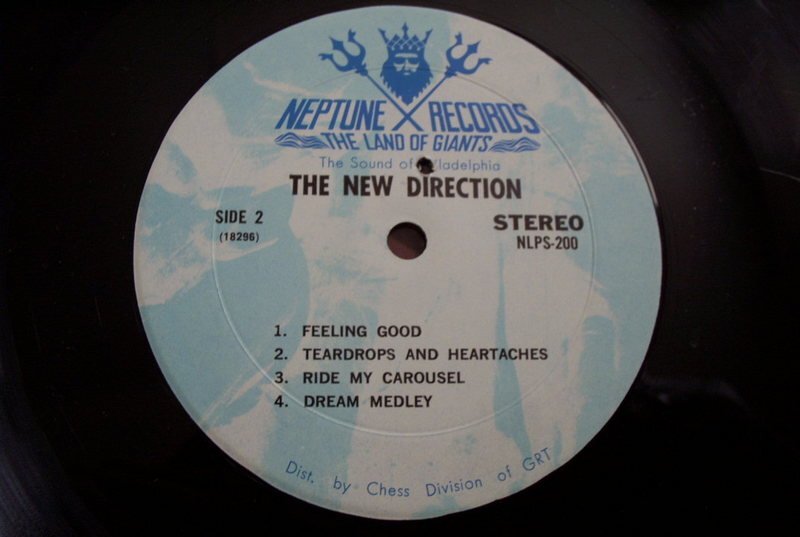 NEPTUNE RECORDS
THE LAND OF GIANTS
The Sound of
THE NEW DIRECTION
SIDE 2
(18296)
STEREO
NLPS-200
1. FEELING GOOD
2. TEARDROPS AND HEARTACHES
3. RIDE MY CAROUSEL
4. DREAM MEDLEY
Dist. by Chess Division of GRT